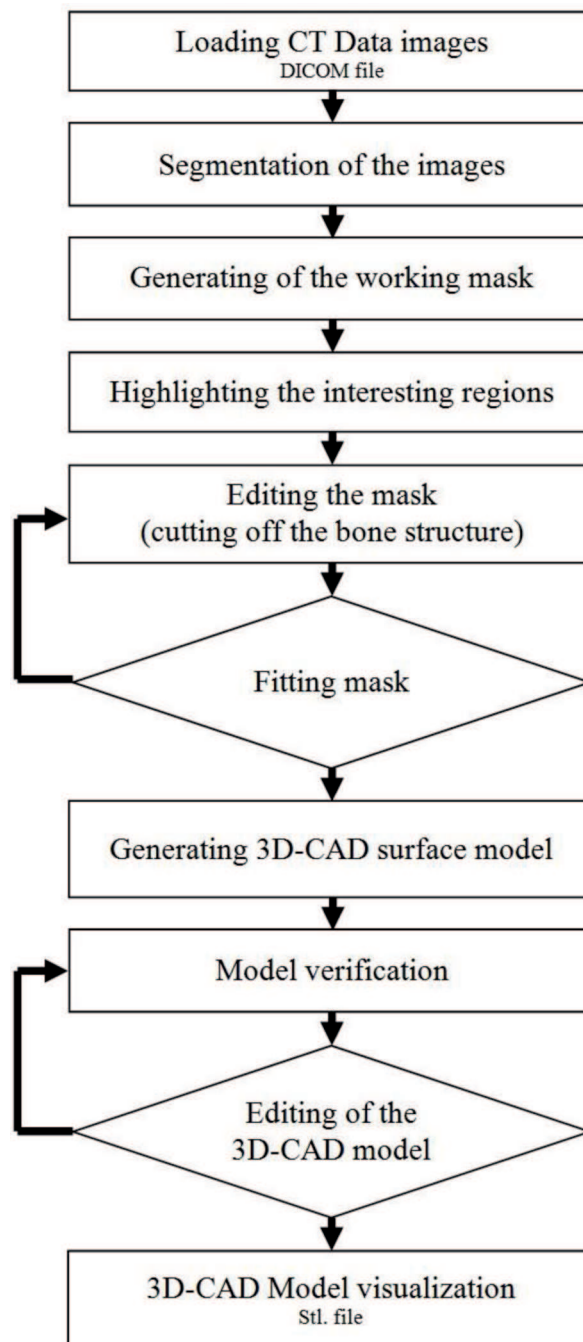 Loading CT Data images
DICOM file
Segmentation of the images
Generating of the working mask
Highlighting the interesting regions
Editing the mask
(cutting off the bone structure)
Fitting mask
Generating 3D-CAD surface model
Model verification
Editing of the
3D-CAD model
3D-CAD Model visualization
Stl. file